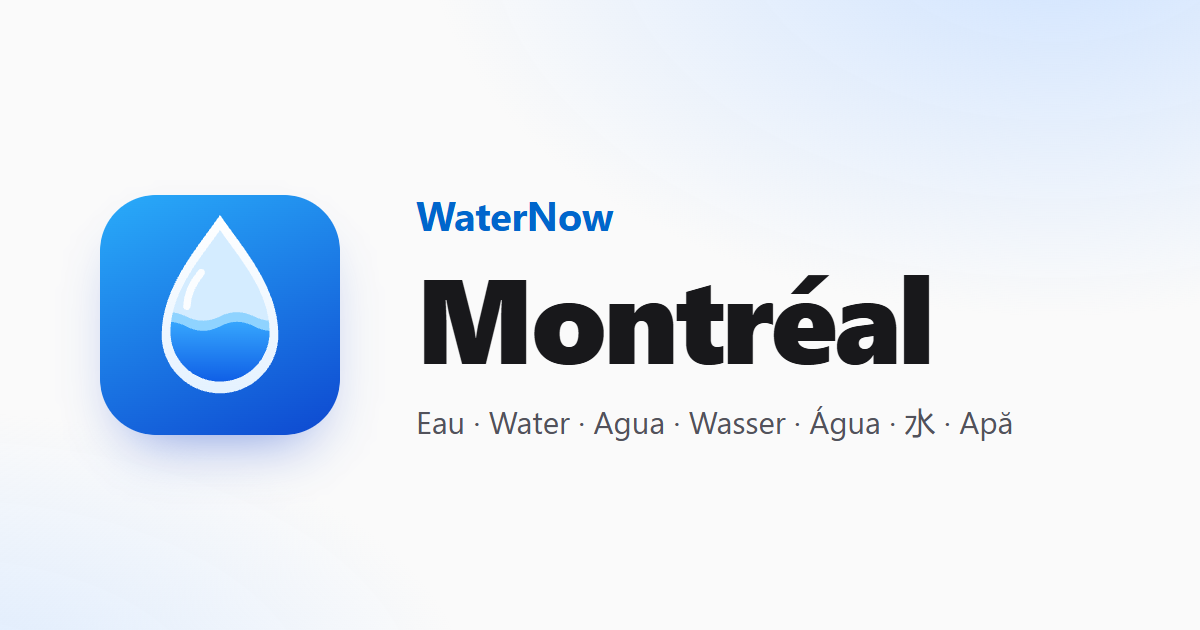 WaterNow
Montréal
Eau · Water · Agua · Wasser · Água · 水 · Apă